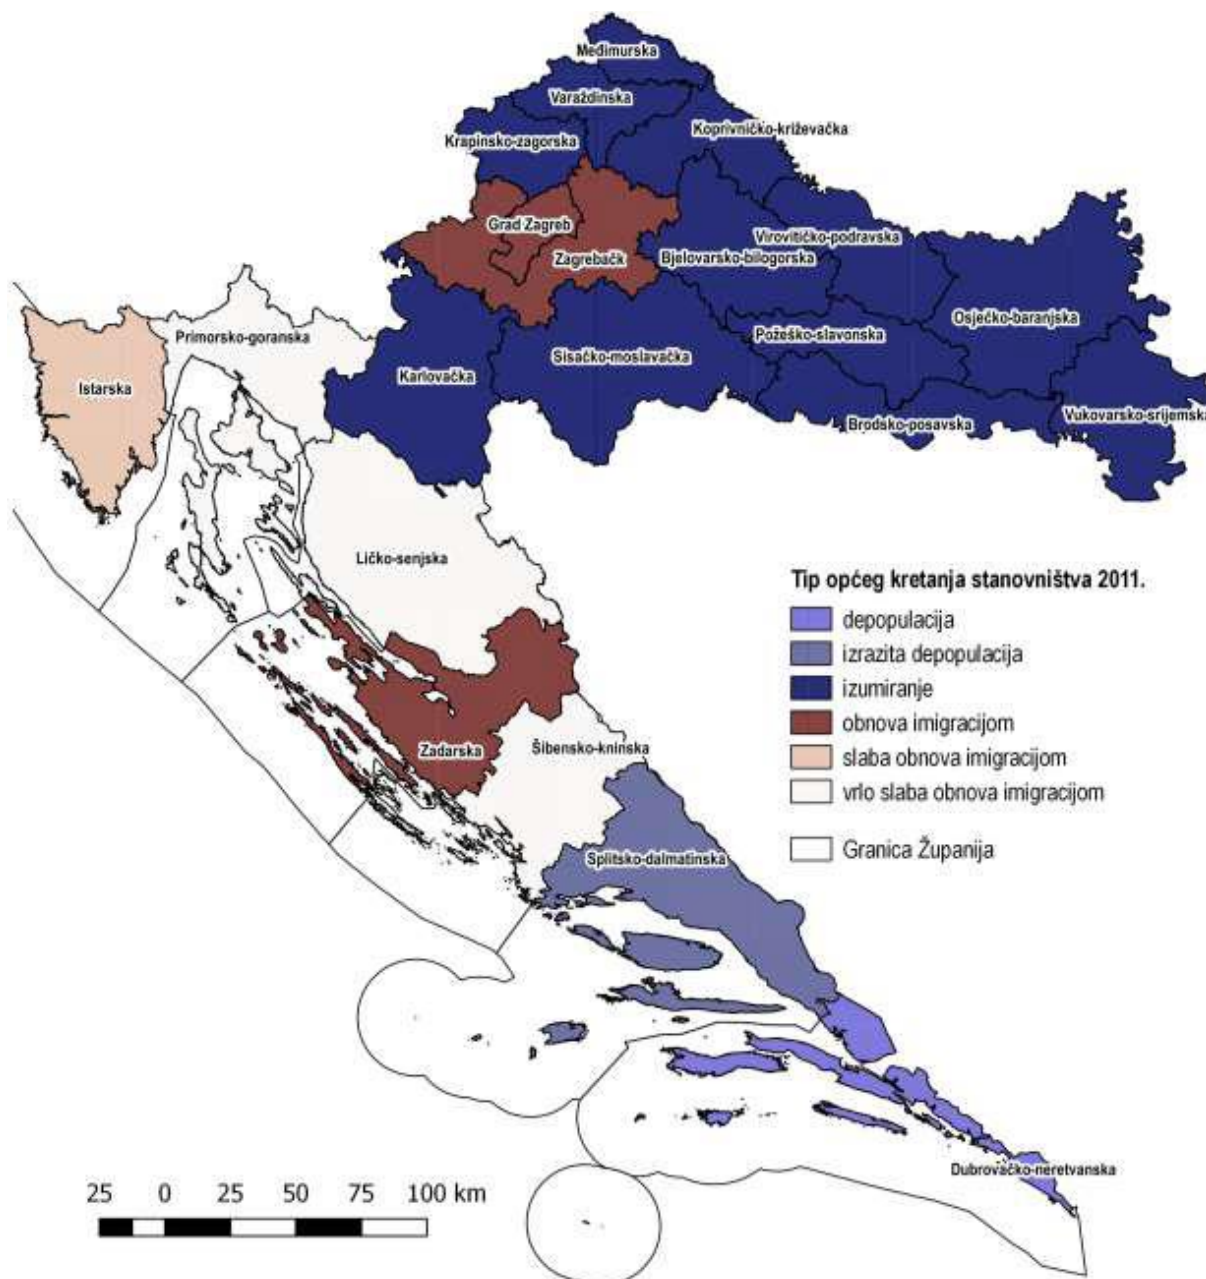 Međimurska
Varaždinska
Koprivničko-križevačka
Krapinsko-zagorska
Grad Zagreb
Virovitičko-podravska
Zagrebačk
Bjelovarsko-bilogorska
Osječko-baranjska
Primorsko-goranska
Požeško-slavonska
Sisačko-moslavačka
Istarska
Karlovačka
Vukovarsko-srijemska
Brodsko-posavska
Ličko-senjska
Tip općeg kretanja stanovništva 2011.
depopulacija
izrazita depopulacija
izumiranje
obnova imigracijom
slaba obnova imigracijom
vrlo slaba obnova imigracijom
Granica Županija
Zadarska
Šibensko-kninska
Splitsko-dalmatinska
Dubrovačko-neretvanska
25 0 25 50 75 100 km